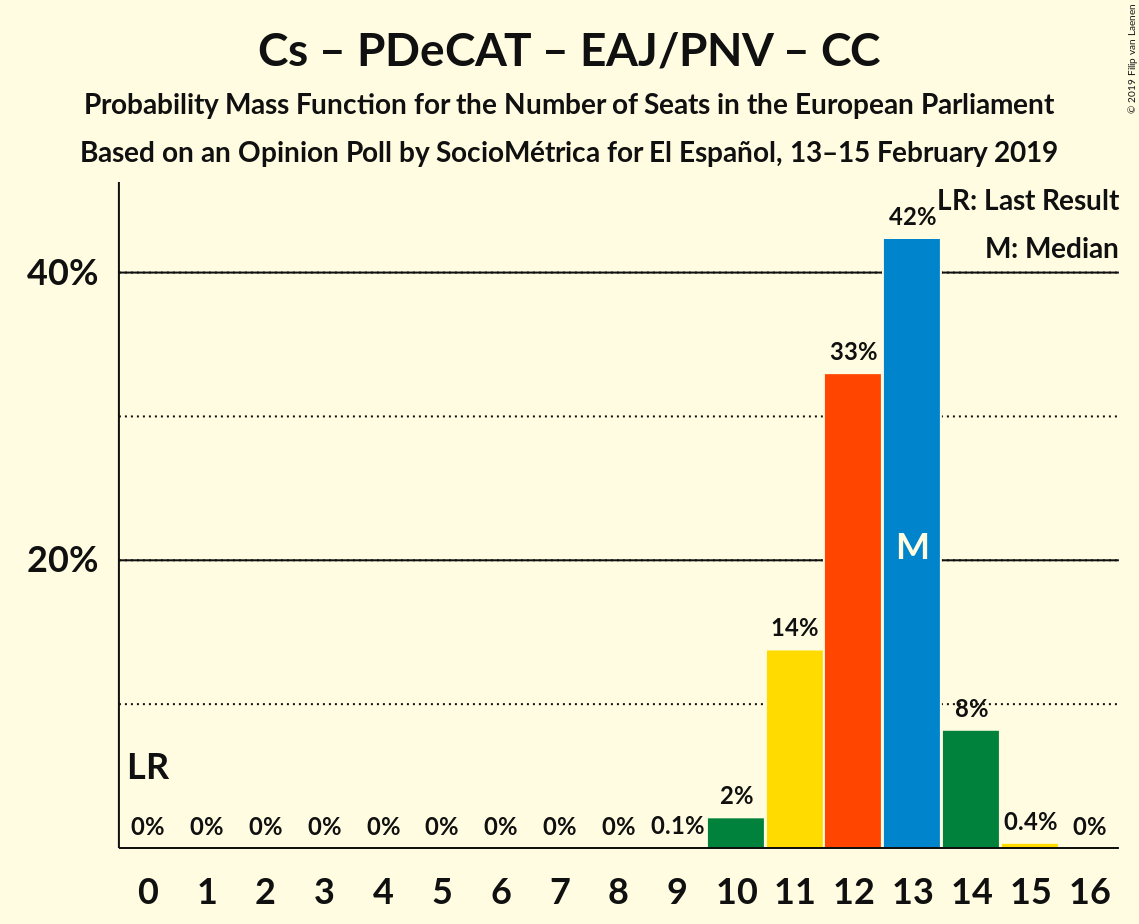 Cs – PDeCAT – EAJ/PNV – CC
Probability Mass Function for the Number of Seats in the European Parliament
Based on an Opinion Poll by SocioMétrica for El Español, 13–15 February 2019
© 2019 Filip van Laenen
LR: Last Result
M: Median
40%
20%
42%
33%
M
14%
8%
LR
2%
0% 0% 0% 0% 0% 0% 0% 0% 0% 0.1% 0.4% 0%
0 1 2 3 4 5 6 7 8 9 10 11 12 13 14 15 16